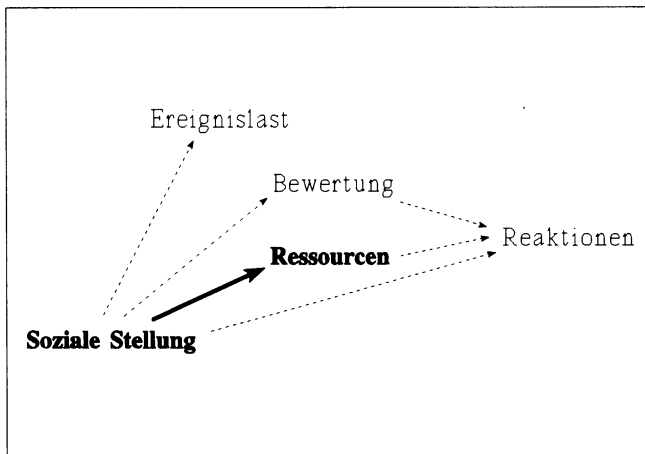 Ereignislast
Bewertung
Reaktionen
Ressourcen
Soziale Stellung